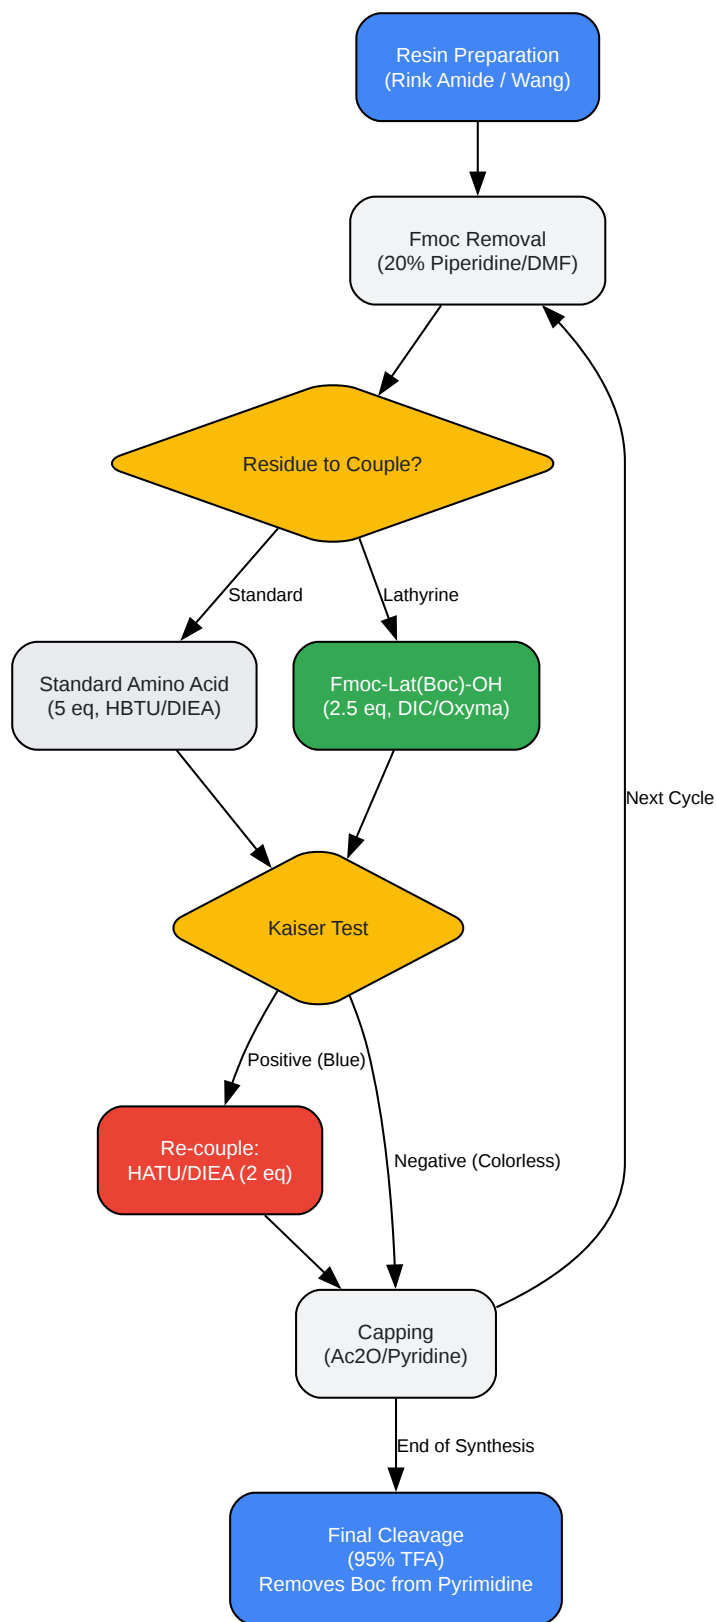 Resin Preparation
(Rink Amide / Wang)
Fmoc Removal
(20% Piperidine/DMF)
Residue to Couple?
Standard
Lathyrine
Standard Amino Acid
(5 eq, HBTU/DIEA)
Fmoc-Lat(Boc)-OH
(2.5 eq, DIC/Oxyma)
Next Cycle
Kaiser Test
Positive (Blue)
Re-couple:
HATU/DIEA (2 eq)
Negative (Colorless)
Capping
(Ac2O/Pyridine)
End of Synthesis
Final Cleavage
(95% TFA)
Removes Boc from Pyrimidine